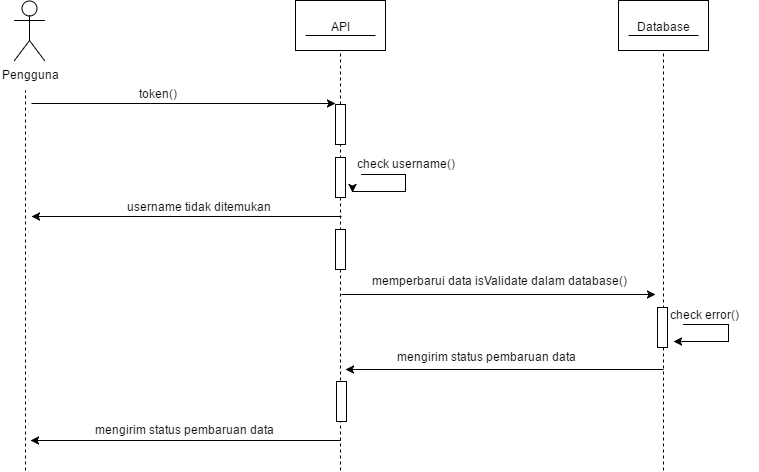 API
Database
Pengguna
token()
check username()
username tidak ditemukan
memperbarui data isValidate dalam database()
check error()
mengirim status pembaruan data
mengirim status pembaruan data